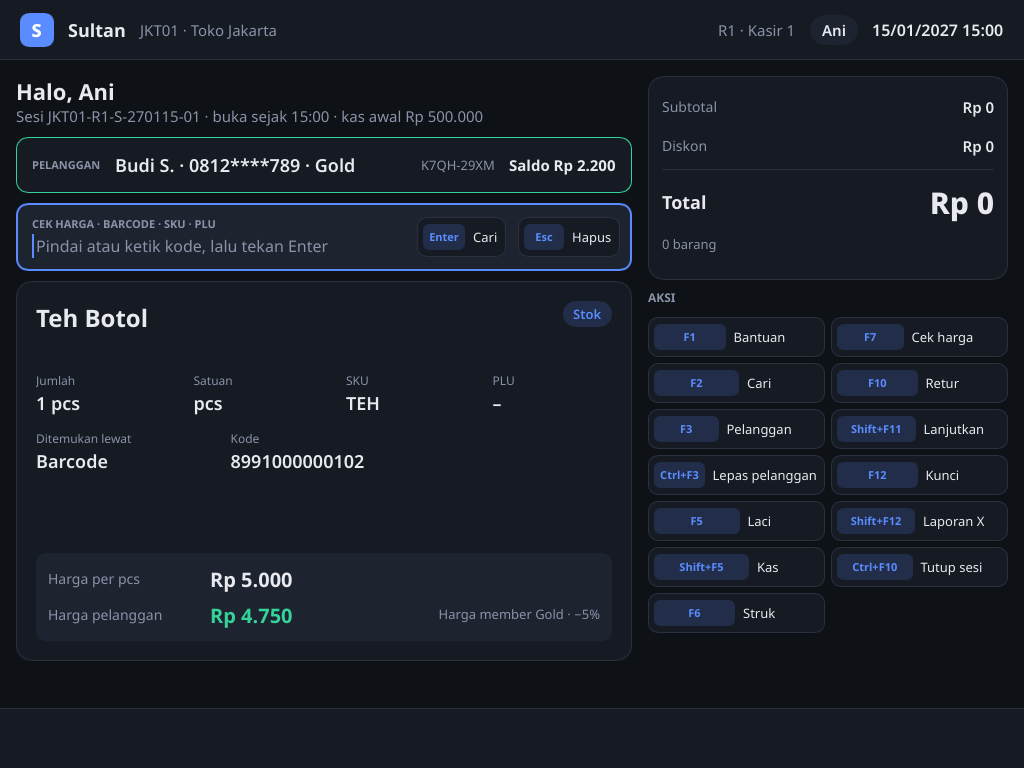 S Sultan JKT01 · Toko Jakarta R1 · Kasir 1 Ani 15/01/2027 15:00
Halo, Ani
Sesi JKT01-R1-S-270115-01 · buka sejak 15:00 · kas awal Rp 500.000
PELANGGAN Budi S. · 0812****789 · Gold K7QH-29XM Saldo Rp 2.200
CEK HARGA · BARCODE · SKU · PLU
Pindai atau ketik kode, lalu tekan Enter
Enter Cari Esc Hapus
Teh Botol Stok
Jumlah Satuan SKU PLU
1 pcs pcs TEH –
Ditemukan lewat Kode
Barcode 8991000000102
Harga per pcs Rp 5.000
Harga pelanggan Rp 4.750 Harga member Gold · −5%
Subtotal Rp 0
Diskon Rp 0
Total Rp 0
0 barang
AKSI
F1 Bantuan F7 Cek harga
F2 Cari F10 Retur
F3 Pelanggan Shift+F11 Lanjutkan
Ctrl+F3 Lepas pelanggan F12 Kunci
F5 Laci Shift+F12 Laporan X
Shift+F5 Kas Ctrl+F10 Tutup sesi
F6 Struk